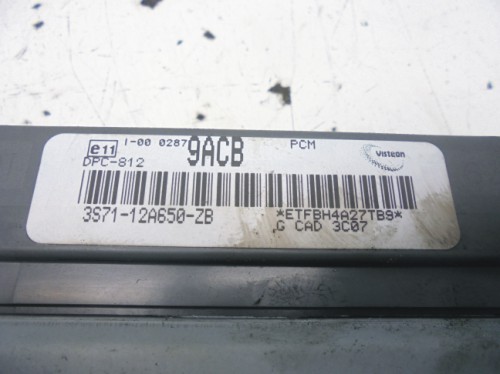 e11 1-00 0287 9ACB PCM Visteon
DPC-812
3S71-12A650-ZB *ETFBH4A27TB9*
G CAD 3C07